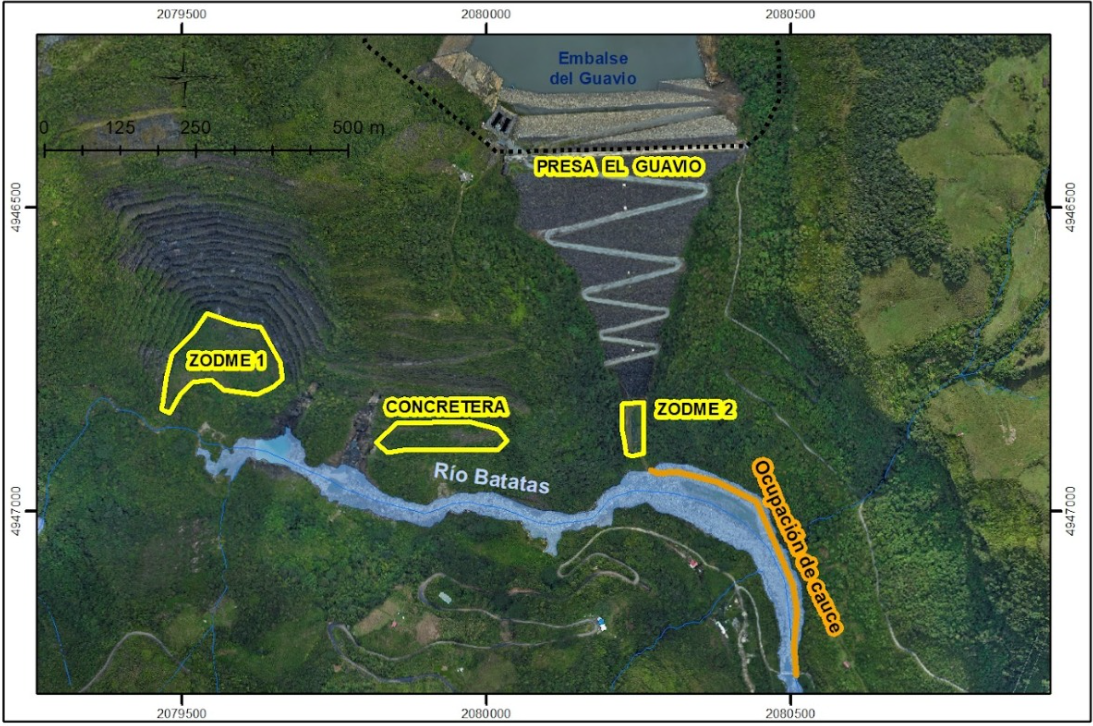 2079500
2080000
2080500
Embalse
del Guavio
0 125 250 500 m
PRESA EL GUAVIO
4946500
4946500
ZODME 1
CONCRETERA
ZODME 2
Río Batatas
Ocupación de cauce
4947000
4947000
2079500
2080000
2080500